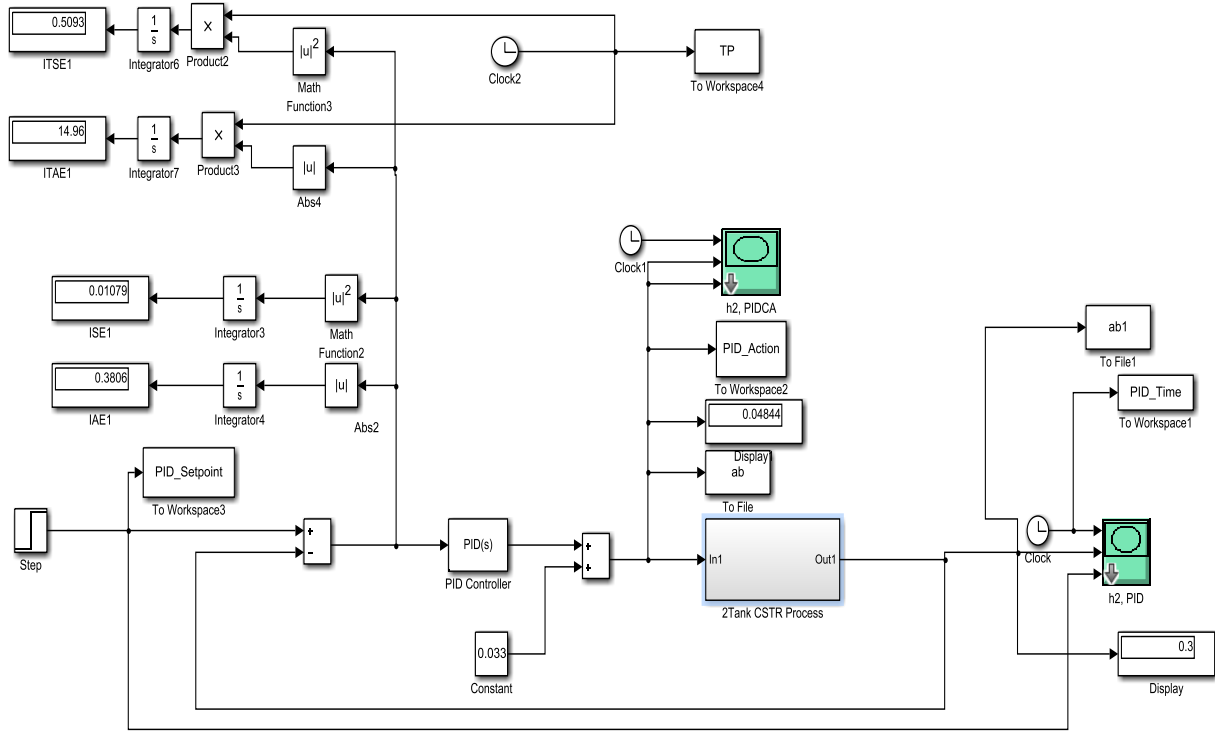 0.5093
ITSE1
1
s
Integrator6
X
Product2
|u|2
Math
Function3
Clock2
TP
To Workspace4
14.96
ITAE1
1
s
Integrator7
X
Product3
|u|
Abs4
Clock1
h2, PIDCA
0.01079
ISE1
1
s
Integrator3
|u|2
Math
Function2
PID_Action
To Workspace2
ab1
To File1
0.3806
IAE1
1
s
Integrator4
|u|
Abs2
0.04844
Display1
PID_Time
To Workspace1
PID_Setpoint
To Workspace3
ab
To File
Step
+
−
PID(s)
PID Controller
+
+
In1
Out1
2Tank CSTR Process
Clock
h2, PID
0.033
Constant
0.3
Display